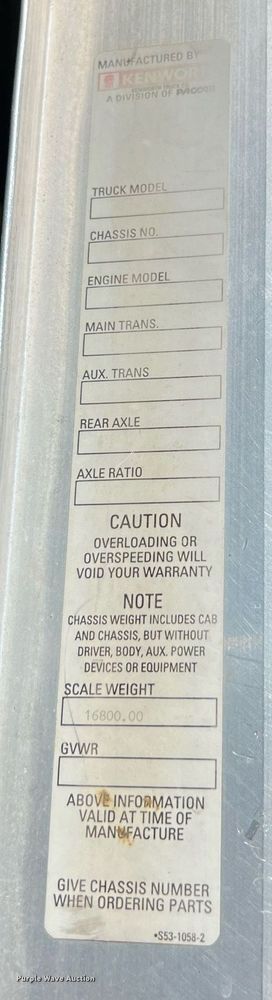 MANUFACTURED BY
KENWOR
A DIVISION OF PACCAR
TRUCK MODEL
CHASSIS NO.
ENGINE MODEL
MAIN TRANS.
AUX. TRANS
REAR AXLE
AXLE RATIO
CAUTION
OVERLOADING OR
OVERSPEEDING WILL
VOID YOUR WARRANTY
NOTE
CHASSIS WEIGHT INCLUDES CAB
AND CHASSIS, BUT WITHOUT
DRIVER, BODY, AUX. POWER
DEVICES OR EQUIPMENT
SCALE WEIGHT
16800.00
GVWR
ABOVE INFORMATION
VALID AT TIME OF
MANUFACTURE
GIVE CHASSIS NUMBER
WHEN ORDERING PARTS
•S53-1058-2
Purple Wave Auction